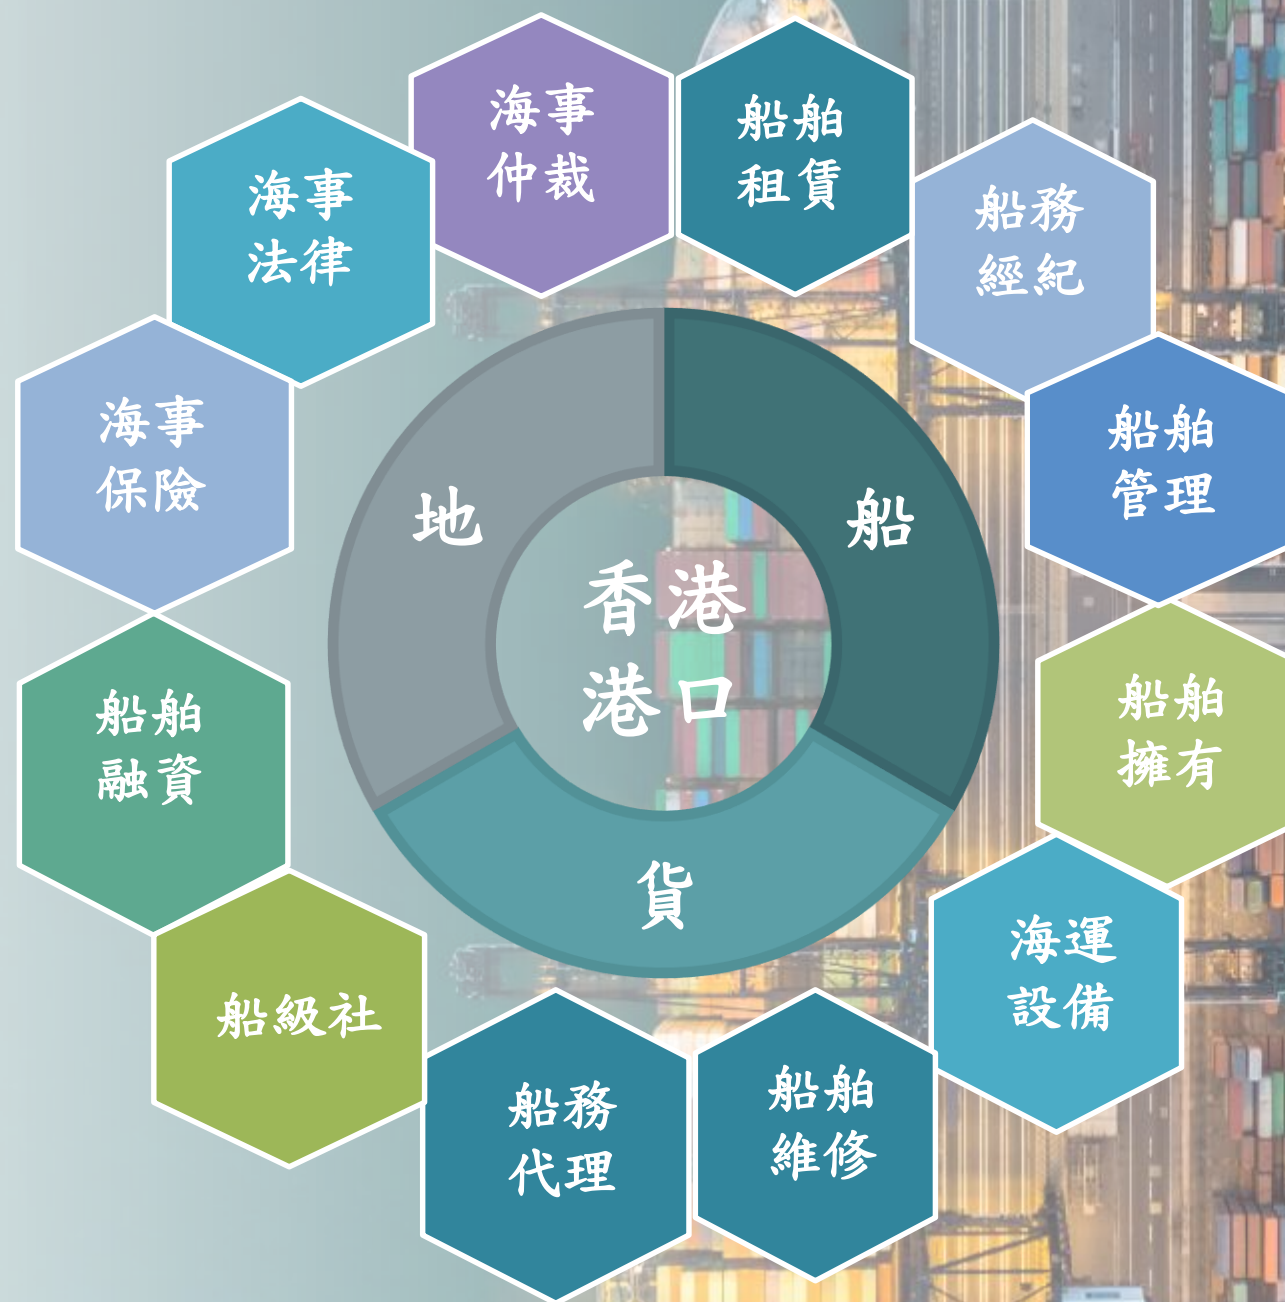 海事
仲裁
船舶
租賃
船務
經紀
船舶
管理
船舶
擁有
海運
設備
船舶
維修
船務
代理
船級社
船舶
融資
海事
保險
海事
法律
地
船
貨
香港
港口